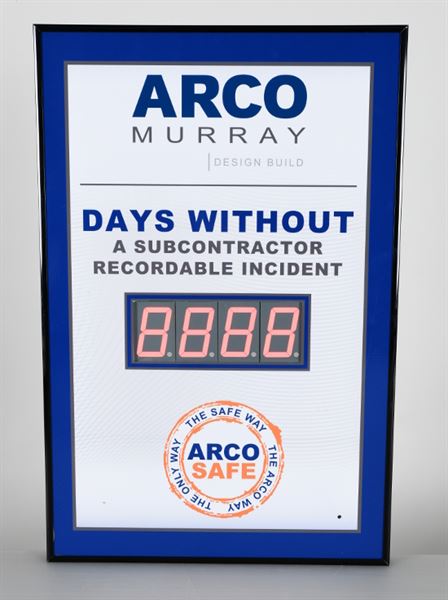 ARCO
MURRAY
DESIGN BUILD
DAYS WITHOUT
A SUBCONTRACTOR
RECORDABLE INCIDENT
8888
THE SAFE WAY
THE ARCO WAY
THE ONLY WAY
ARCO
SAFE